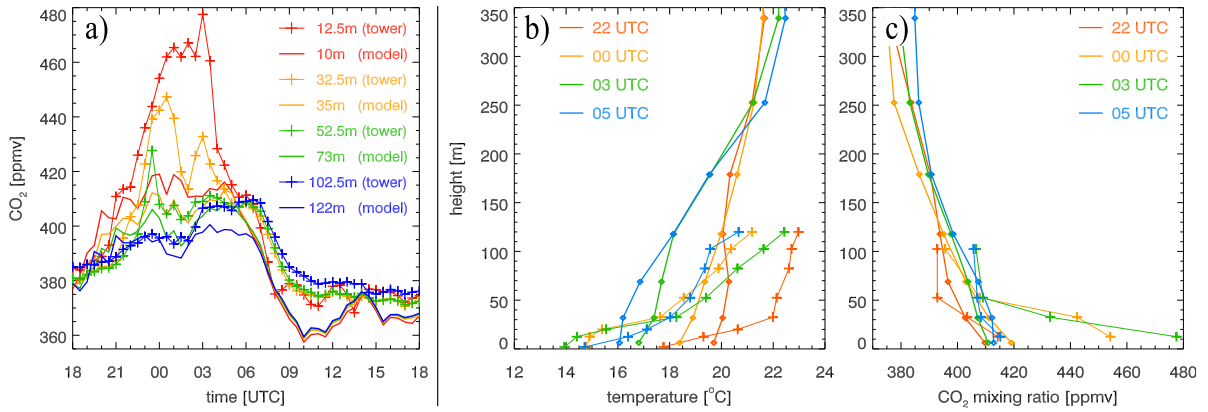 a)
12.5m (tower)
10m (model)
32.5m (tower)
35m (model)
52.5m (tower)
73m (model)
102.5m (tower)
122m (model)
480
460
440
420
400
380
360
CO2 [ppmv]
18 21 00 03 06 09 12 15 18
time [UTC]
b)
22 UTC
00 UTC
03 UTC
05 UTC
350
300
250
200
150
100
50
0
height [m]
12 14 16 18 20 22 24
temperature [°C]
c)
22 UTC
00 UTC
03 UTC
05 UTC
350
300
250
200
150
100
50
0
380 400 420 440 460 480
CO2 mixing ratio [ppmv]